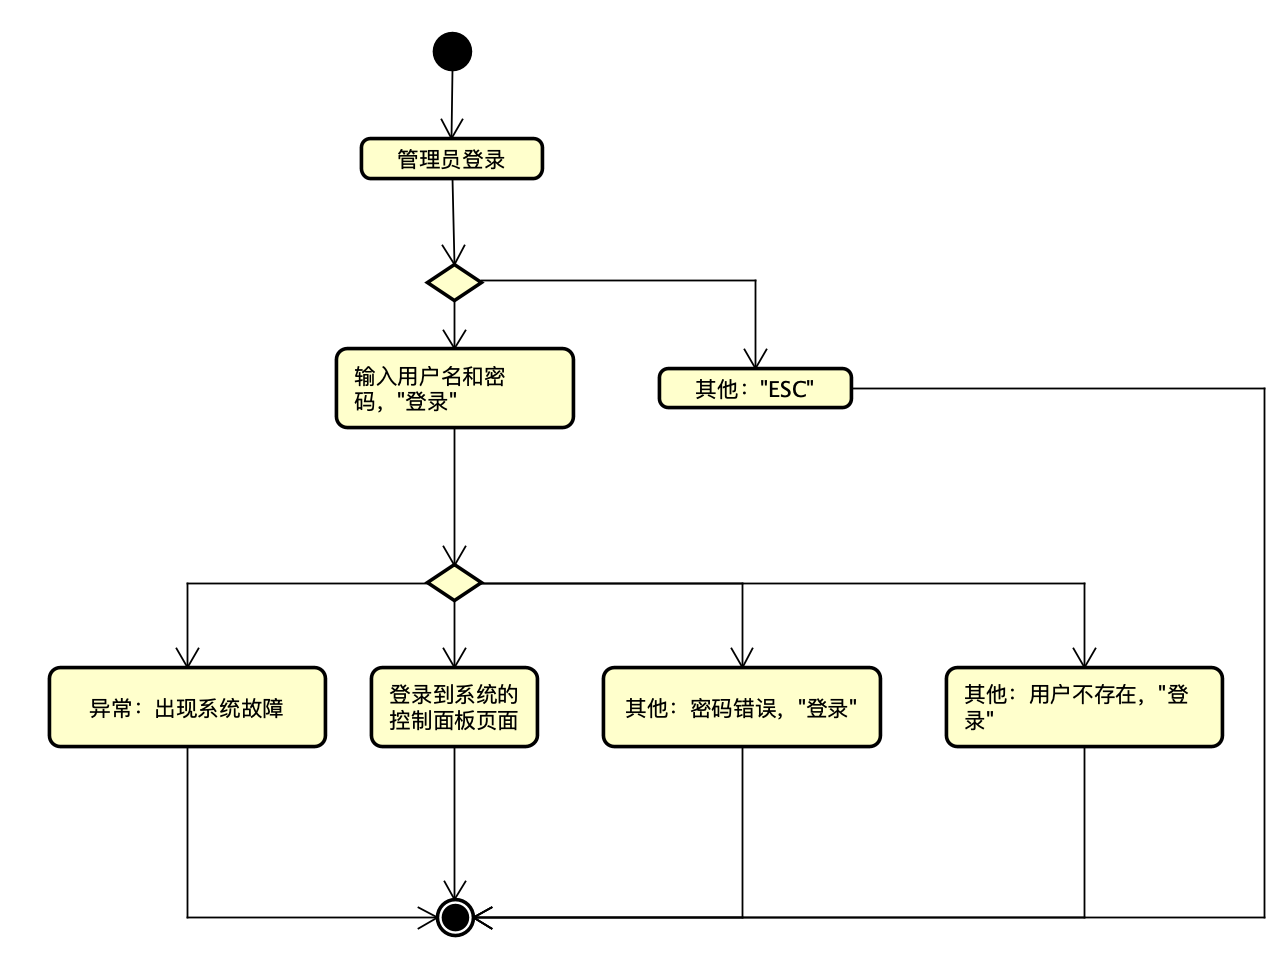 管理员登录
输入用户名和密
码，"登录"
其他："ESC"
异常：出现系统故障
登录到系统的
控制面板页面
其他：密码错误，"登录"
其他：用户不存在，"登
录"